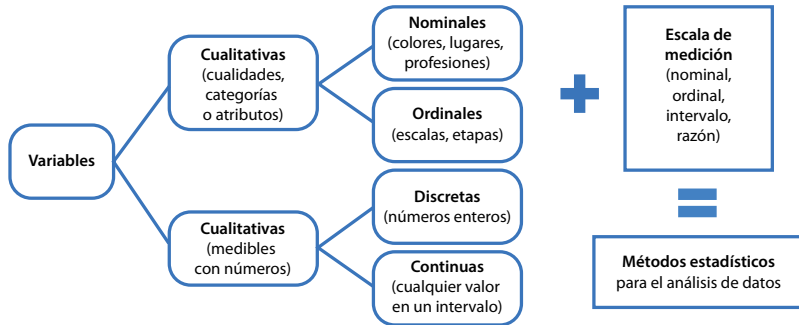 Variables
Cualitativas
(cualidades,
categorías
o atributos)
Nominales
(colores, lugares,
profesiones)
Ordinales
(escalas, etapas)
Cualitativas
(medibles
con números)
Discretas
(números enteros)
Continuas
(cualquier valor
en un intervalo)
+
Escala de
medición
(nominal,
ordinal,
intervalo,
razón)
=
Métodos estadísticos
para el análisis de datos